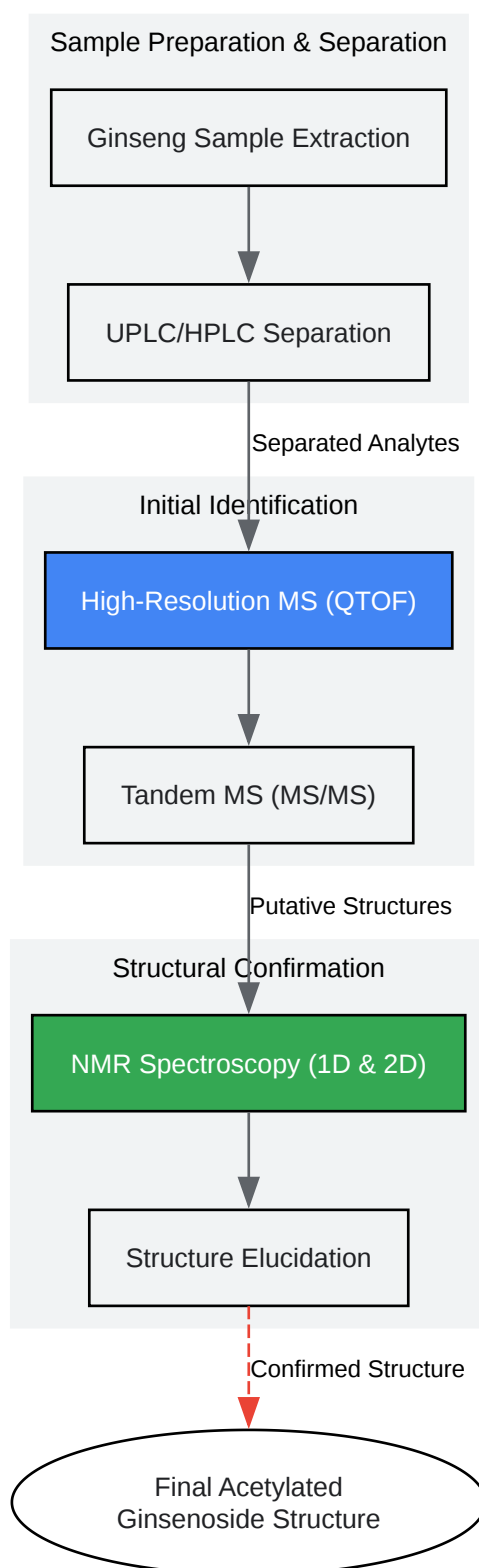 Sample Preparation & Separation
Ginseng Sample Extraction
UPLC/HPLC Separation
Separated Analytes
Initial Identification
High-Resolution MS (QTOF)
Tandem MS (MS/MS)
Putative Structures
Structural Confirmation
NMR Spectroscopy (1D & 2D)
Structure Elucidation
Confirmed Structure
Final Acetylated
Ginsenoside Structure